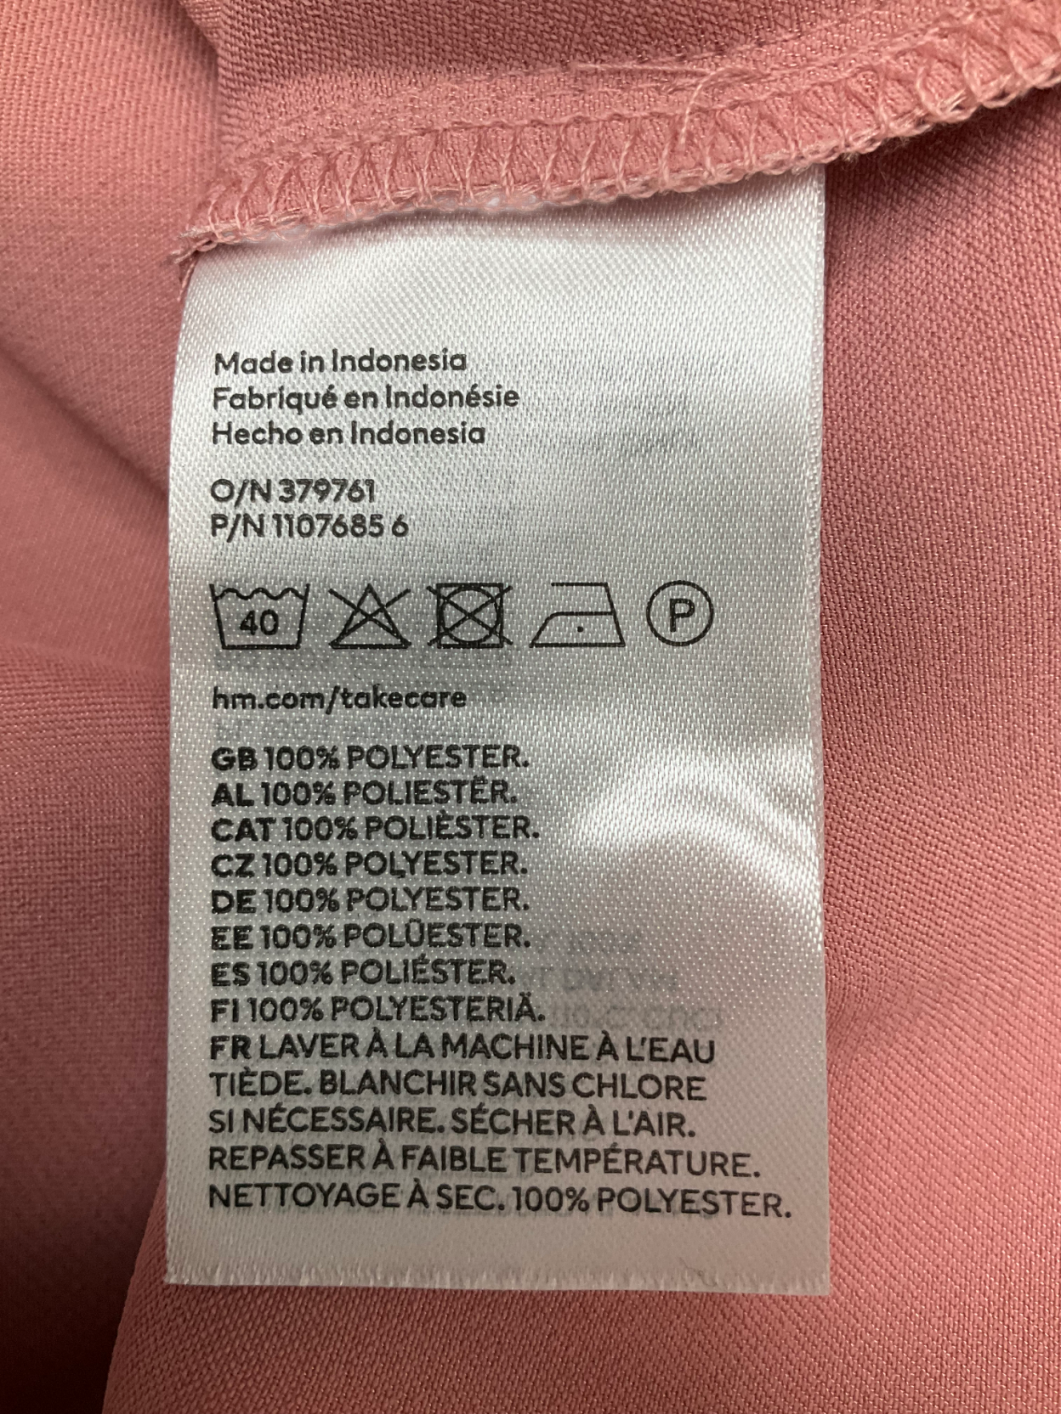 Made in Indonesia
Fabriqué en Indonésie
Hecho en Indonesia
O/N 379761
P/N 1107685 6
40 P
hm.com/takecare
GB 100% POLYESTER.
AL 100% POLIESTËR.
CAT 100% POLIÈSTER.
CZ 100% POLYESTER.
DE 100% POLYESTER.
EE 100% POLÜESTER.
ES 100% POLIÉSTER.
FI 100% POLYESTERIÄ.
FR LAVER À LA MACHINE À L'EAU
TIÈDE. BLANCHIR SANS CHLORE
SI NÉCESSAIRE. SÉCHER À L'AIR.
REPASSER À FAIBLE TEMPÉRATURE.
NETTOYAGE À SEC. 100% POLYESTER.